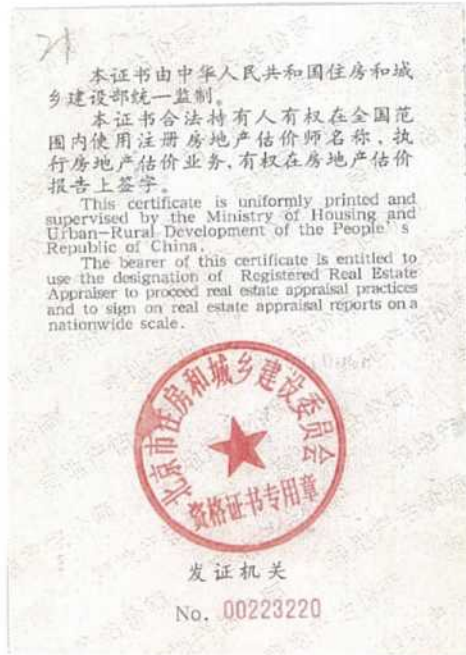 21
本证书由中华人民共和国住房和城
乡建设部统一监制。
本证书合法持有人有权在全国范
围内使用注册房地产估价师名称，执
行房地产估价业务，有权在房地产估价
报告上签字。
This certificate is uniformly printed and
supervised by the Ministry of Housing and
Urban-Rural Development of the People's
Republic of China.
The bearer of this certificate is entitled to
use the designation of Registered Real Estate
Appraiser to proceed real estate appraisal practices
and to sign on real estate appraisal reports on a
nationwide scale.
北京市住房和城乡建设委员会
资格证书专用章
发证机关
No. 00223220